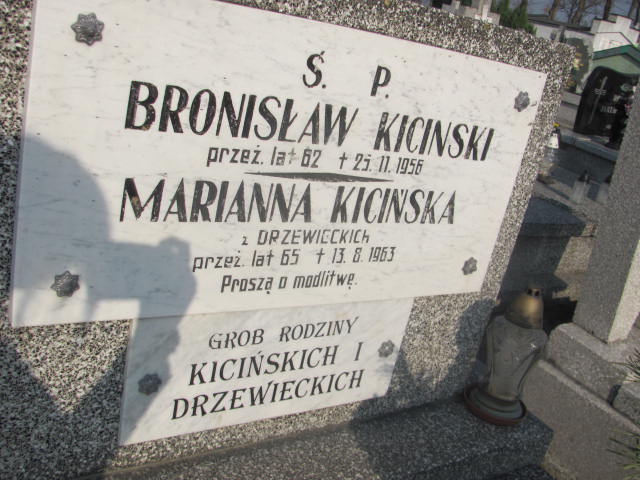 Ś. P.
BRONISŁAW KICINSKI
przeż. lat 62 + 25. 11. 1956
MARIANNA KICIŃSKA
z DRZEWIECKICH
przeż. lat 65 + 13. 8. 1963
Proszą o modlitwę.
GROB RODZINY
KICIŃSKICH I
DRZEWIECKICH